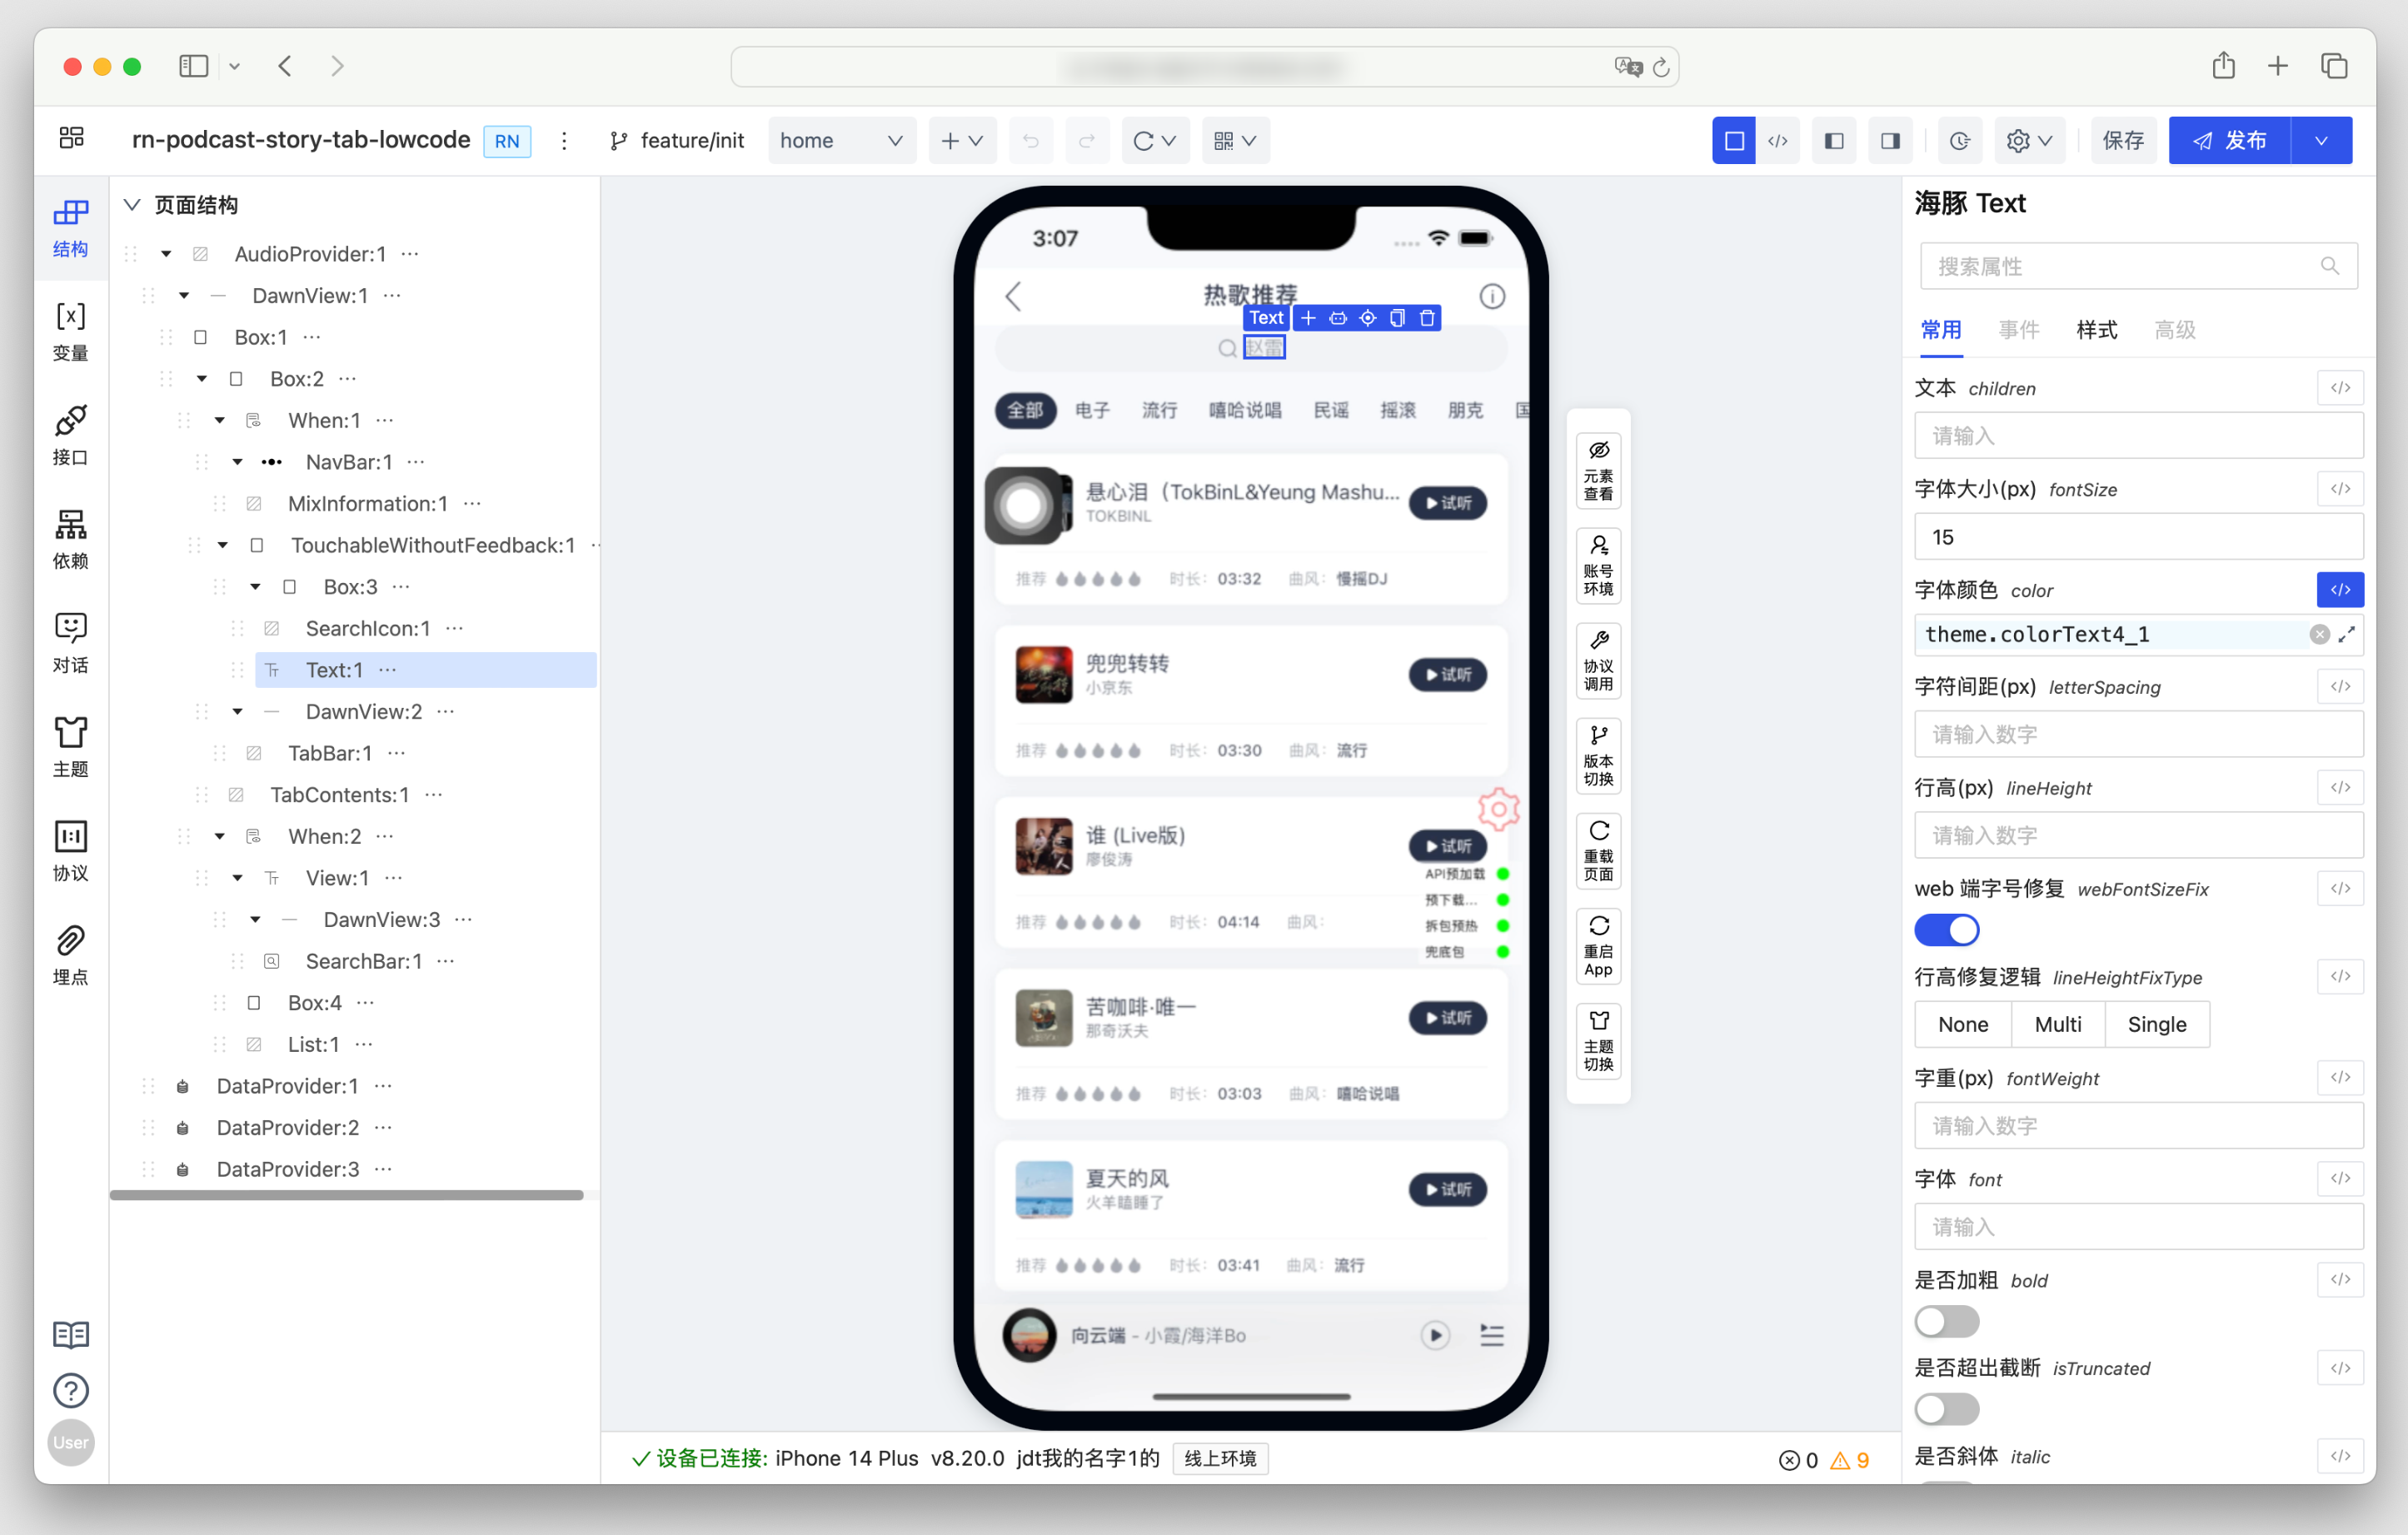 rn-podcast-story-tab-lowcode RN feature/init home 保存 发布
结构
变量
接口
依赖
对话
主题
协议
埋点
User
页面结构
AudioProvider:1 ···
DawnView:1 ···
Box:1 ···
Box:2 ···
When:1 ···
NavBar:1 ···
MixInformation:1 ···
TouchableWithoutFeedback:1
Box:3 ···
SearchIcon:1 ···
Text:1 ···
DawnView:2 ···
TabBar:1 ···
TabContents:1 ···
When:2 ···
View:1 ···
DawnView:3 ···
SearchBar:1 ···
Box:4 ···
List:1 ···
DataProvider:1 ···
DataProvider:2 ···
DataProvider:3 ···
3:07
热歌推荐
Text
赵雷
全部 电子 流行 嘻哈说唱 民谣 摇滚 朋克
悬心泪（TokBinL&Yeung Mashu... 试听
TOKBINL
推荐 时长： 03:32 曲风： 慢摇DJ
兜兜转转 试听
小京东
推荐 时长： 03:30 曲风： 流行
谁 (Live版) 试听
廖俊涛
API预加载
预下载...
拆包预热
兜底包
推荐 时长： 04:14 曲风：
苦咖啡·唯一 试听
那奇沃夫
推荐 时长： 03:03 曲风： 嘻哈说唱
夏天的风 试听
火羊瞌睡了
推荐 时长： 03:41 曲风： 流行
向云端 - 小霞/海洋Bo
元素
查看
账号
环境
协议
调用
版本
切换
重载
页面
重启
App
主题
切换
设备已连接: iPhone 14 Plus v8.20.0 jdt我的名字1的 线上环境 0 9
海豚 Text
搜索属性
常用 事件 样式 高级
文本 children
请输入
字体大小(px) fontSize
15
字体颜色 color
theme.colorText4_1
字符间距(px) letterSpacing
请输入数字
行高(px) lineHeight
请输入数字
web 端字号修复 webFontSizeFix
行高修复逻辑 lineHeightFixType
None Multi Single
字重(px) fontWeight
请输入数字
字体 font
请输入
是否加粗 bold
是否超出截断 isTruncated
是否斜体 italic